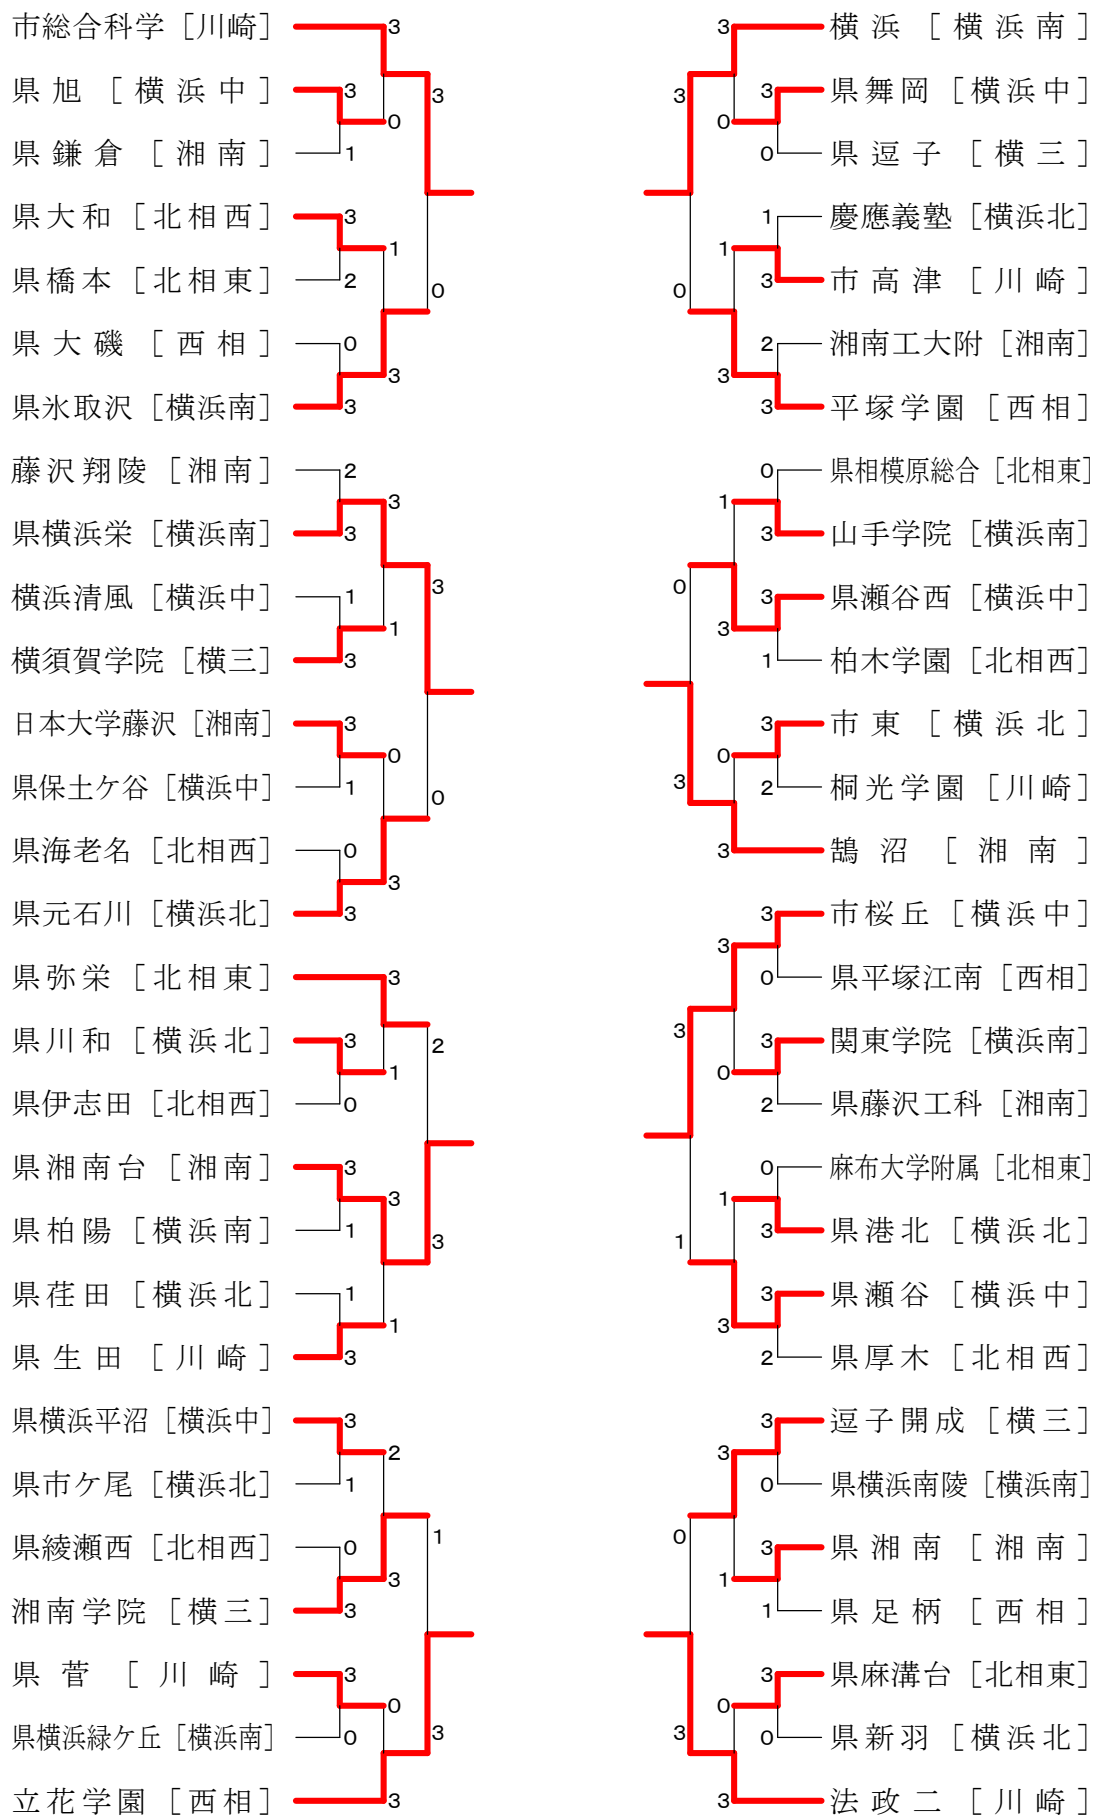 市総合科学［川崎］ 3
県旭［横浜中］ 3
3
0
県鎌倉［湘南］ 1
県大和［北相西］ 3
1
県橋本［北相東］ 2
0
県大磯［西相］ 0
3
県氷取沢［横浜南］ 3
藤沢翔陵［湘南］ 2
3
県横浜栄［横浜南］ 3
3
横浜清風［横浜中］ 1
1
横須賀学院［横三］ 3
日本大学藤沢［湘南］ 3
0
県保土ケ谷［横浜中］ 1
0
県海老名［北相西］ 0
3
県元石川［横浜北］ 3
県弥栄［北相東］ 3
県川和［横浜北］ 3
2
1
県伊志田［北相西］ 0
県湘南台［湘南］ 3
3
県柏陽［横浜南］ 1
3
県荏田［横浜北］ 1
1
県生田［川崎］ 3
県横浜平沼［横浜中］ 3
2
県市ケ尾［横浜北］ 1
1
県綾瀬西［北相西］ 0
3
湘南学院［横三］ 3
県菅［川崎］ 3
0
県横浜緑ケ丘［横浜南］ 0
3
立花学園［西相］ 3
3 横浜［横浜南］
3 県舞岡［横浜中］
3
0
0 県逗子［横三］
1 慶應義塾［横浜北］
1
3 市高津［川崎］
0
2 湘南工大附［湘南］
3
3 平塚学園［西相］
0 県相模原総合［北相東］
1
3 山手学院［横浜南］
0
3 県瀬谷西［横浜中］
3
1 柏木学園［北相西］
3 市東［横浜北］
0
2 桐光学園［川崎］
3
3 鵠沼［湘南］
3 市桜丘［横浜中］
3
0 県平塚江南［西相］
3
3 関東学院［横浜南］
0
2 県藤沢工科［湘南］
0 麻布大学附属［北相東］
1
3 県港北［横浜北］
1
3 県瀬谷［横浜中］
3
2 県厚木［北相西］
3 逗子開成［横三］
3
0 県横浜南陵［横浜南］
0
3 県湘南［湘南］
1
1 県足柄［西相］
3 県麻溝台［北相東］
0
0 県新羽［横浜北］
3
3 法政二［川崎］